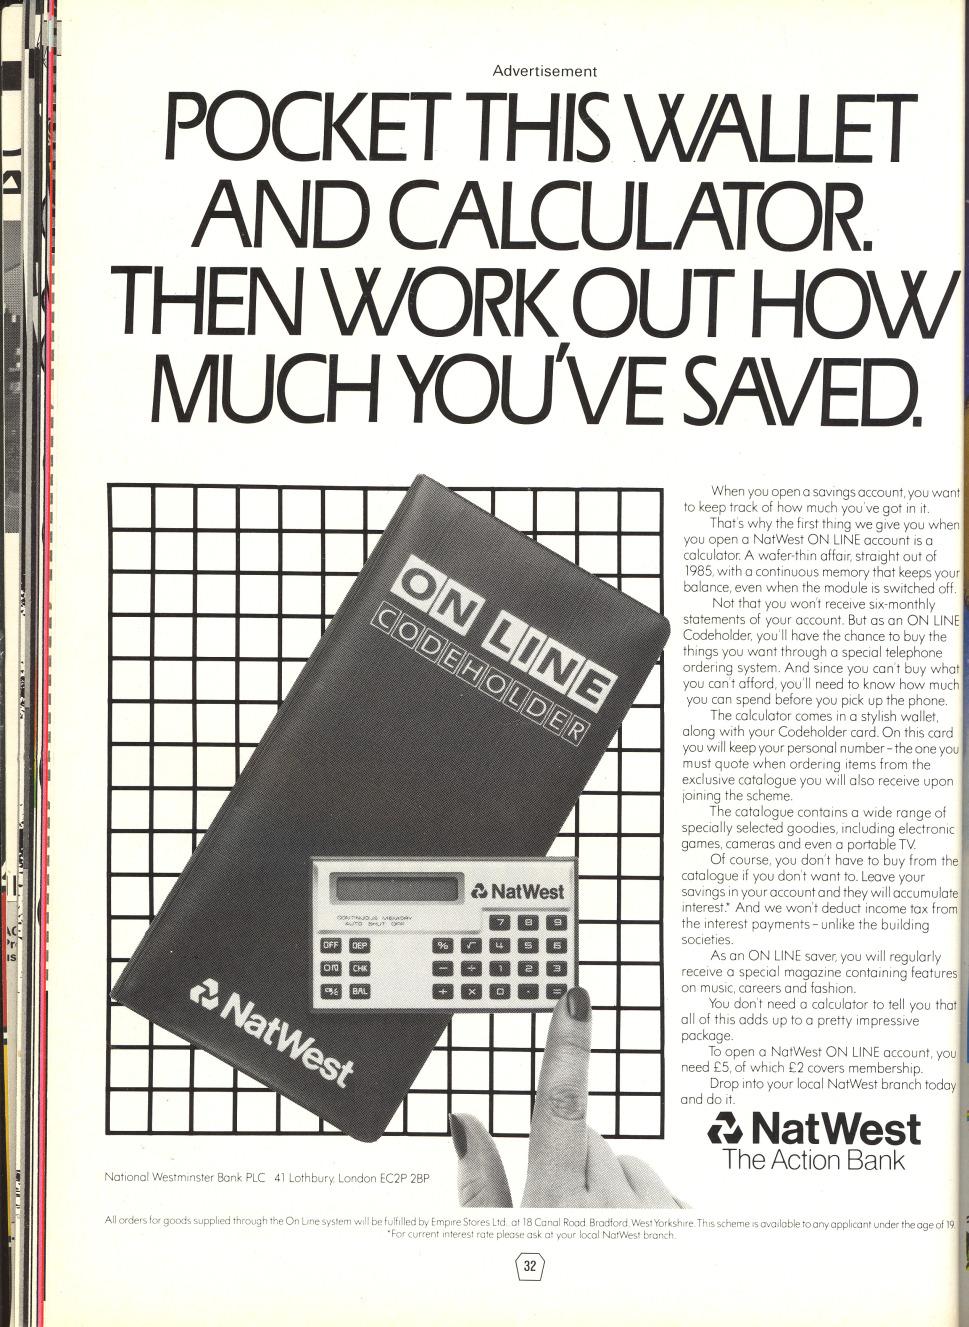 Advertisement
POCKET THIS WALLET
AND CALCULATOR.
THEN WORK OUT HOW
MUCH YOU'VE SAVED.
ON LINE
CODEHOLDER
NatWest
NatWest
CONTINUOUS MEMORY
AUTO SHUT OFF
7 8 9
OFF DEP % √ 4 5 6
ON CHK − ÷ 1 2 3
BAL + × 0 . =
When you open a savings account, you want
to keep track of how much you've got in it.
That's why the first thing we give you when
you open a NatWest ON LINE account is a
calculator. A wafer-thin affair, straight out of
1985, with a continuous memory that keeps your
balance, even when the module is switched off.
Not that you won't receive six-monthly
statements of your account. But as an ON LINE
Codeholder, you'll have the chance to buy the
things you want through a special telephone
ordering system. And since you can't buy what
you can't afford, you'll need to know how much
you can spend before you pick up the phone.
The calculator comes in a stylish wallet,
along with your Codeholder card. On this card
you will keep your personal number – the one you
must quote when ordering items from the
exclusive catalogue you will also receive upon
joining the scheme.
The catalogue contains a wide range of
specially selected goodies, including electronic
games, cameras and even a portable TV.
Of course, you don't have to buy from the
catalogue if you don't want to. Leave your
savings in your account and they will accumulate
interest.* And we won't deduct income tax from
the interest payments – unlike the building
societies.
As an ON LINE saver, you will regularly
receive a special magazine containing features
on music, careers and fashion.
You don't need a calculator to tell you that
all of this adds up to a pretty impressive
package.
To open a NatWest ON LINE account, you
need £5, of which £2 covers membership.
Drop into your local NatWest branch today
and do it.
NatWest
The Action Bank
National Westminster Bank PLC 41 Lothbury London EC2P 2BP
All orders for goods supplied through the On Line system will be fulfilled by Empire Stores Ltd. at 18 Canal Road Bradford, West Yorkshire. This scheme is available to any applicant under the age of 19.
*For current interest rate please ask at your local NatWest branch.
32